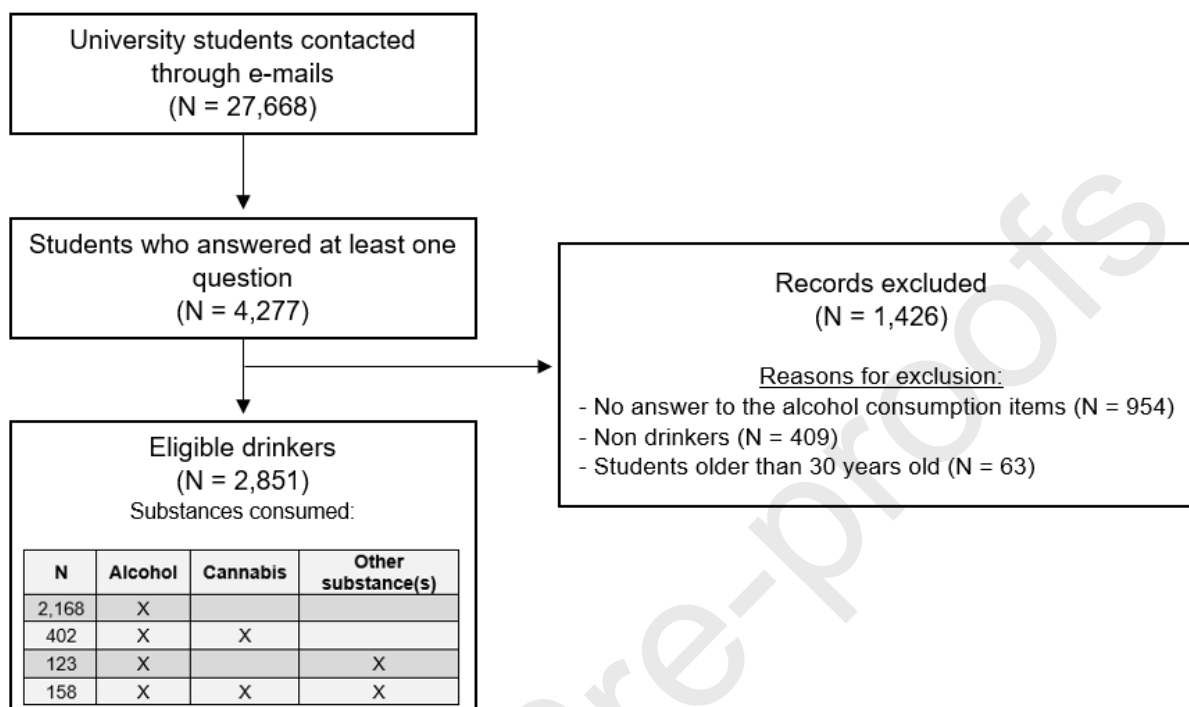 University students contacted
through e-mails
(N = 27,668)
Students who answered at least one
question
(N = 4,277)
Records excluded
(N = 1,426)
Reasons for exclusion:
- No answer to the alcohol consumption items (N = 954)
- Non drinkers (N = 409)
- Students older than 30 years old (N = 63)
Eligible drinkers
(N = 2,851)
Substances consumed:
N Alcohol Cannabis Other
substance(s)
2,168 X
402 X X
123 X X
158 X X X
re-proofs